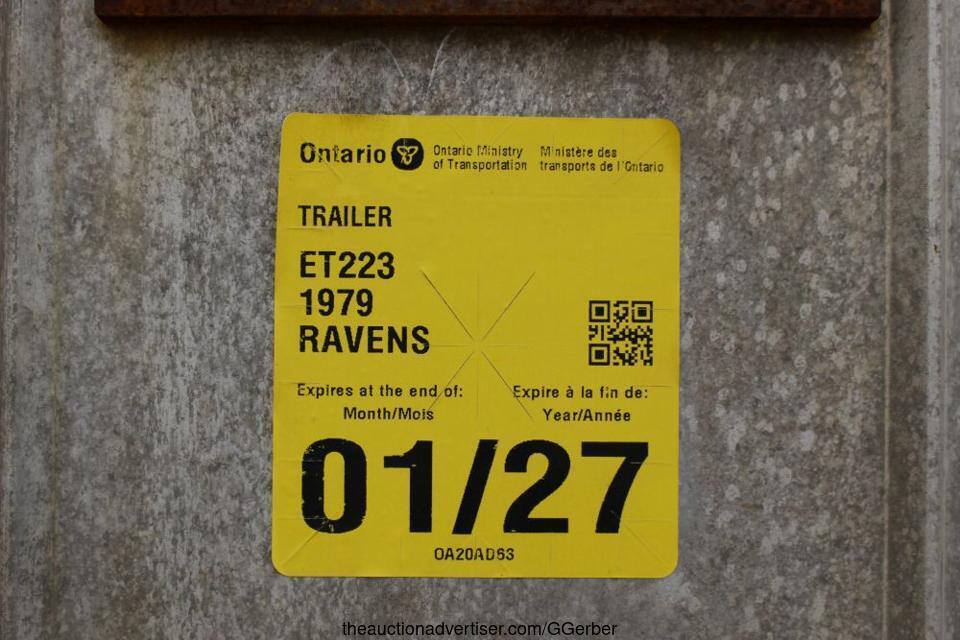 Ontario
Ontario Ministry
of Transportation
Ministère des
transports de l'Ontario
TRAILER
ET223
1979
RAVENS
Expires at the end of:
Month/Mois
Expire à la fin de:
Year/Année
01/27
OA20AD63
theauctionadvertiser.com/GGerber